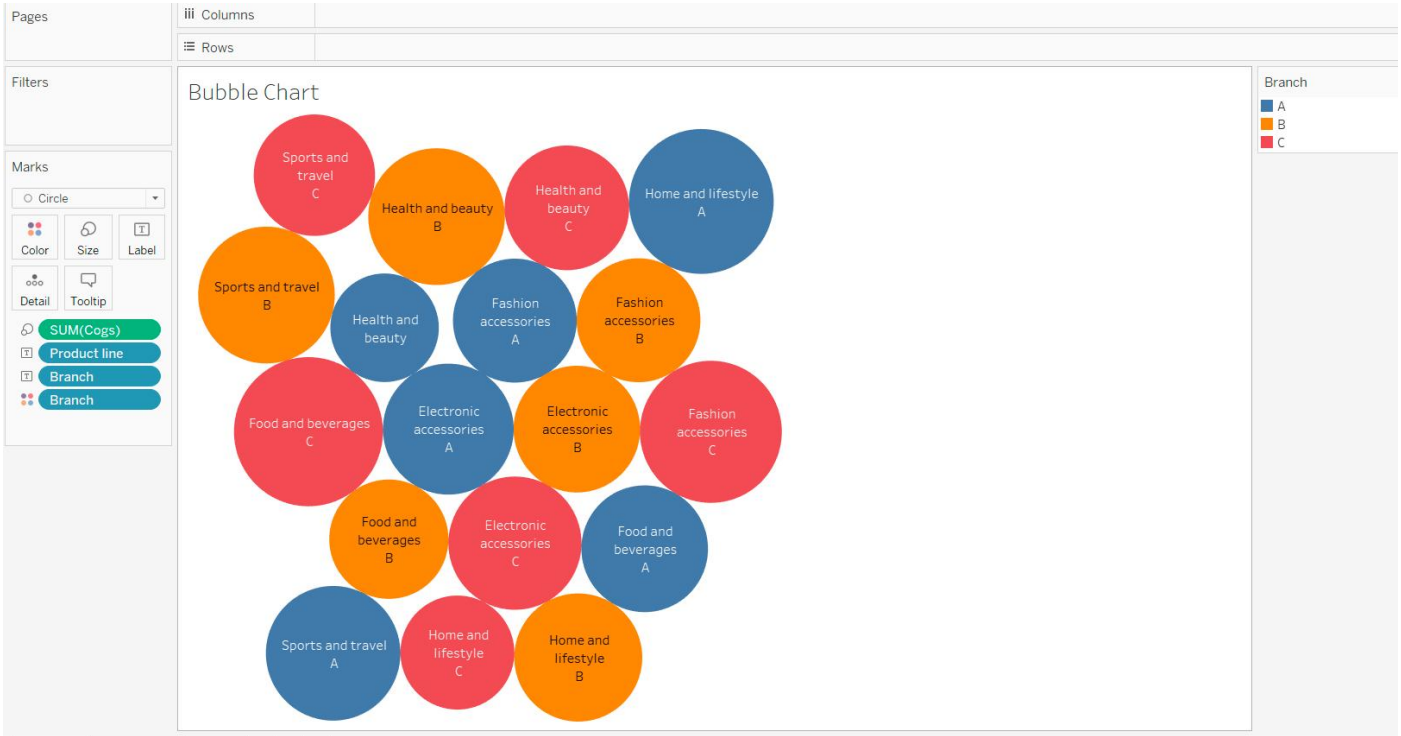 Pages
Columns
Rows
Filters
Marks
Circle
Color
Size
Label
Detail
Tooltip
SUM(Cogs)
Product line
Branch
Branch
Bubble Chart
Sports and
travel
C
Health and beauty
B
Health and
beauty
C
Home and lifestyle
A
Sports and travel
B
Health and
beauty
Fashion
accessories
A
Fashion
accessories
B
Food and beverages
C
Electronic
accessories
A
Electronic
accessories
B
Fashion
accessories
C
Food and
beverages
B
Electronic
accessories
C
Food and
beverages
A
Sports and travel
A
Home and
lifestyle
C
Home and
lifestyle
B
Branch
A
B
C